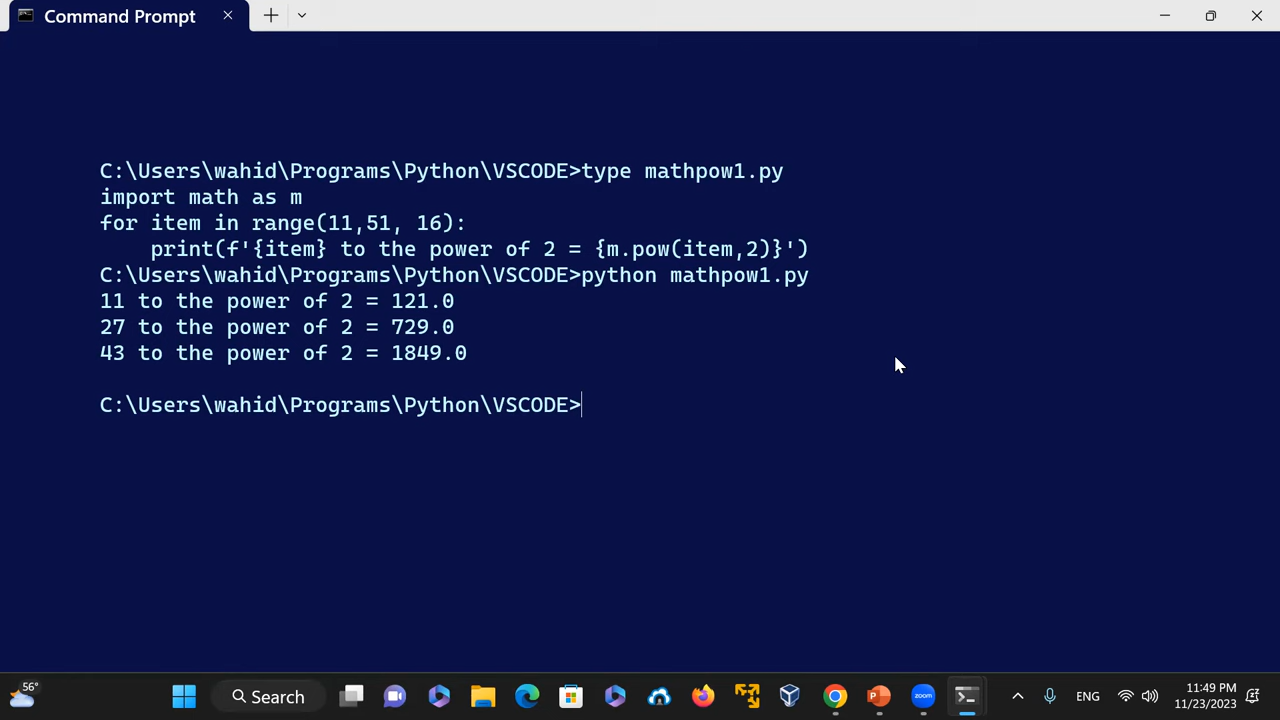 Command Prompt
C:\Users\wahid\Programs\Python\VSCODE>type mathpow1.py
import math as m
for item in range(11,51, 16):
    print(f'{item} to the power of 2 = {m.pow(item,2)}')
C:\Users\wahid\Programs\Python\VSCODE>python mathpow1.py
11 to the power of 2 = 121.0
27 to the power of 2 = 729.0
43 to the power of 2 = 1849.0
C:\Users\wahid\Programs\Python\VSCODE>
56°
Search
zoom
ENG
11:49 PM
11/23/2023